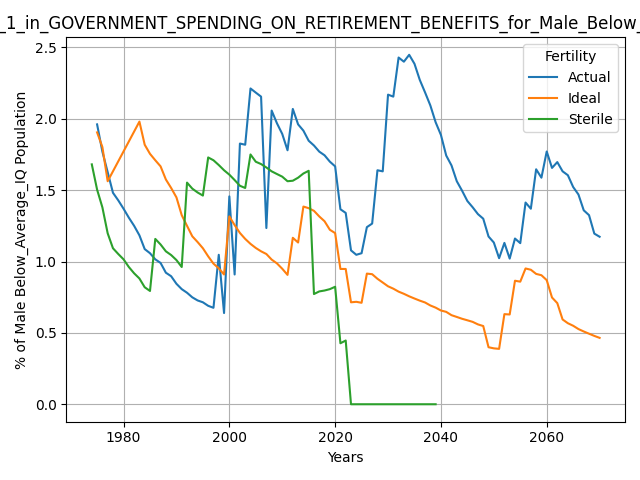 _1_in_GOVERNMENT_SPENDING_ON_RETIREMENT_BENEFITS_for_Male_Below_
Fertility
Actual
Ideal
Sterile
% of Male Below_Average_IQ Population
2.5
2.0
1.5
1.0
0.5
0.0
1980 2000 2020 2040 2060
Years